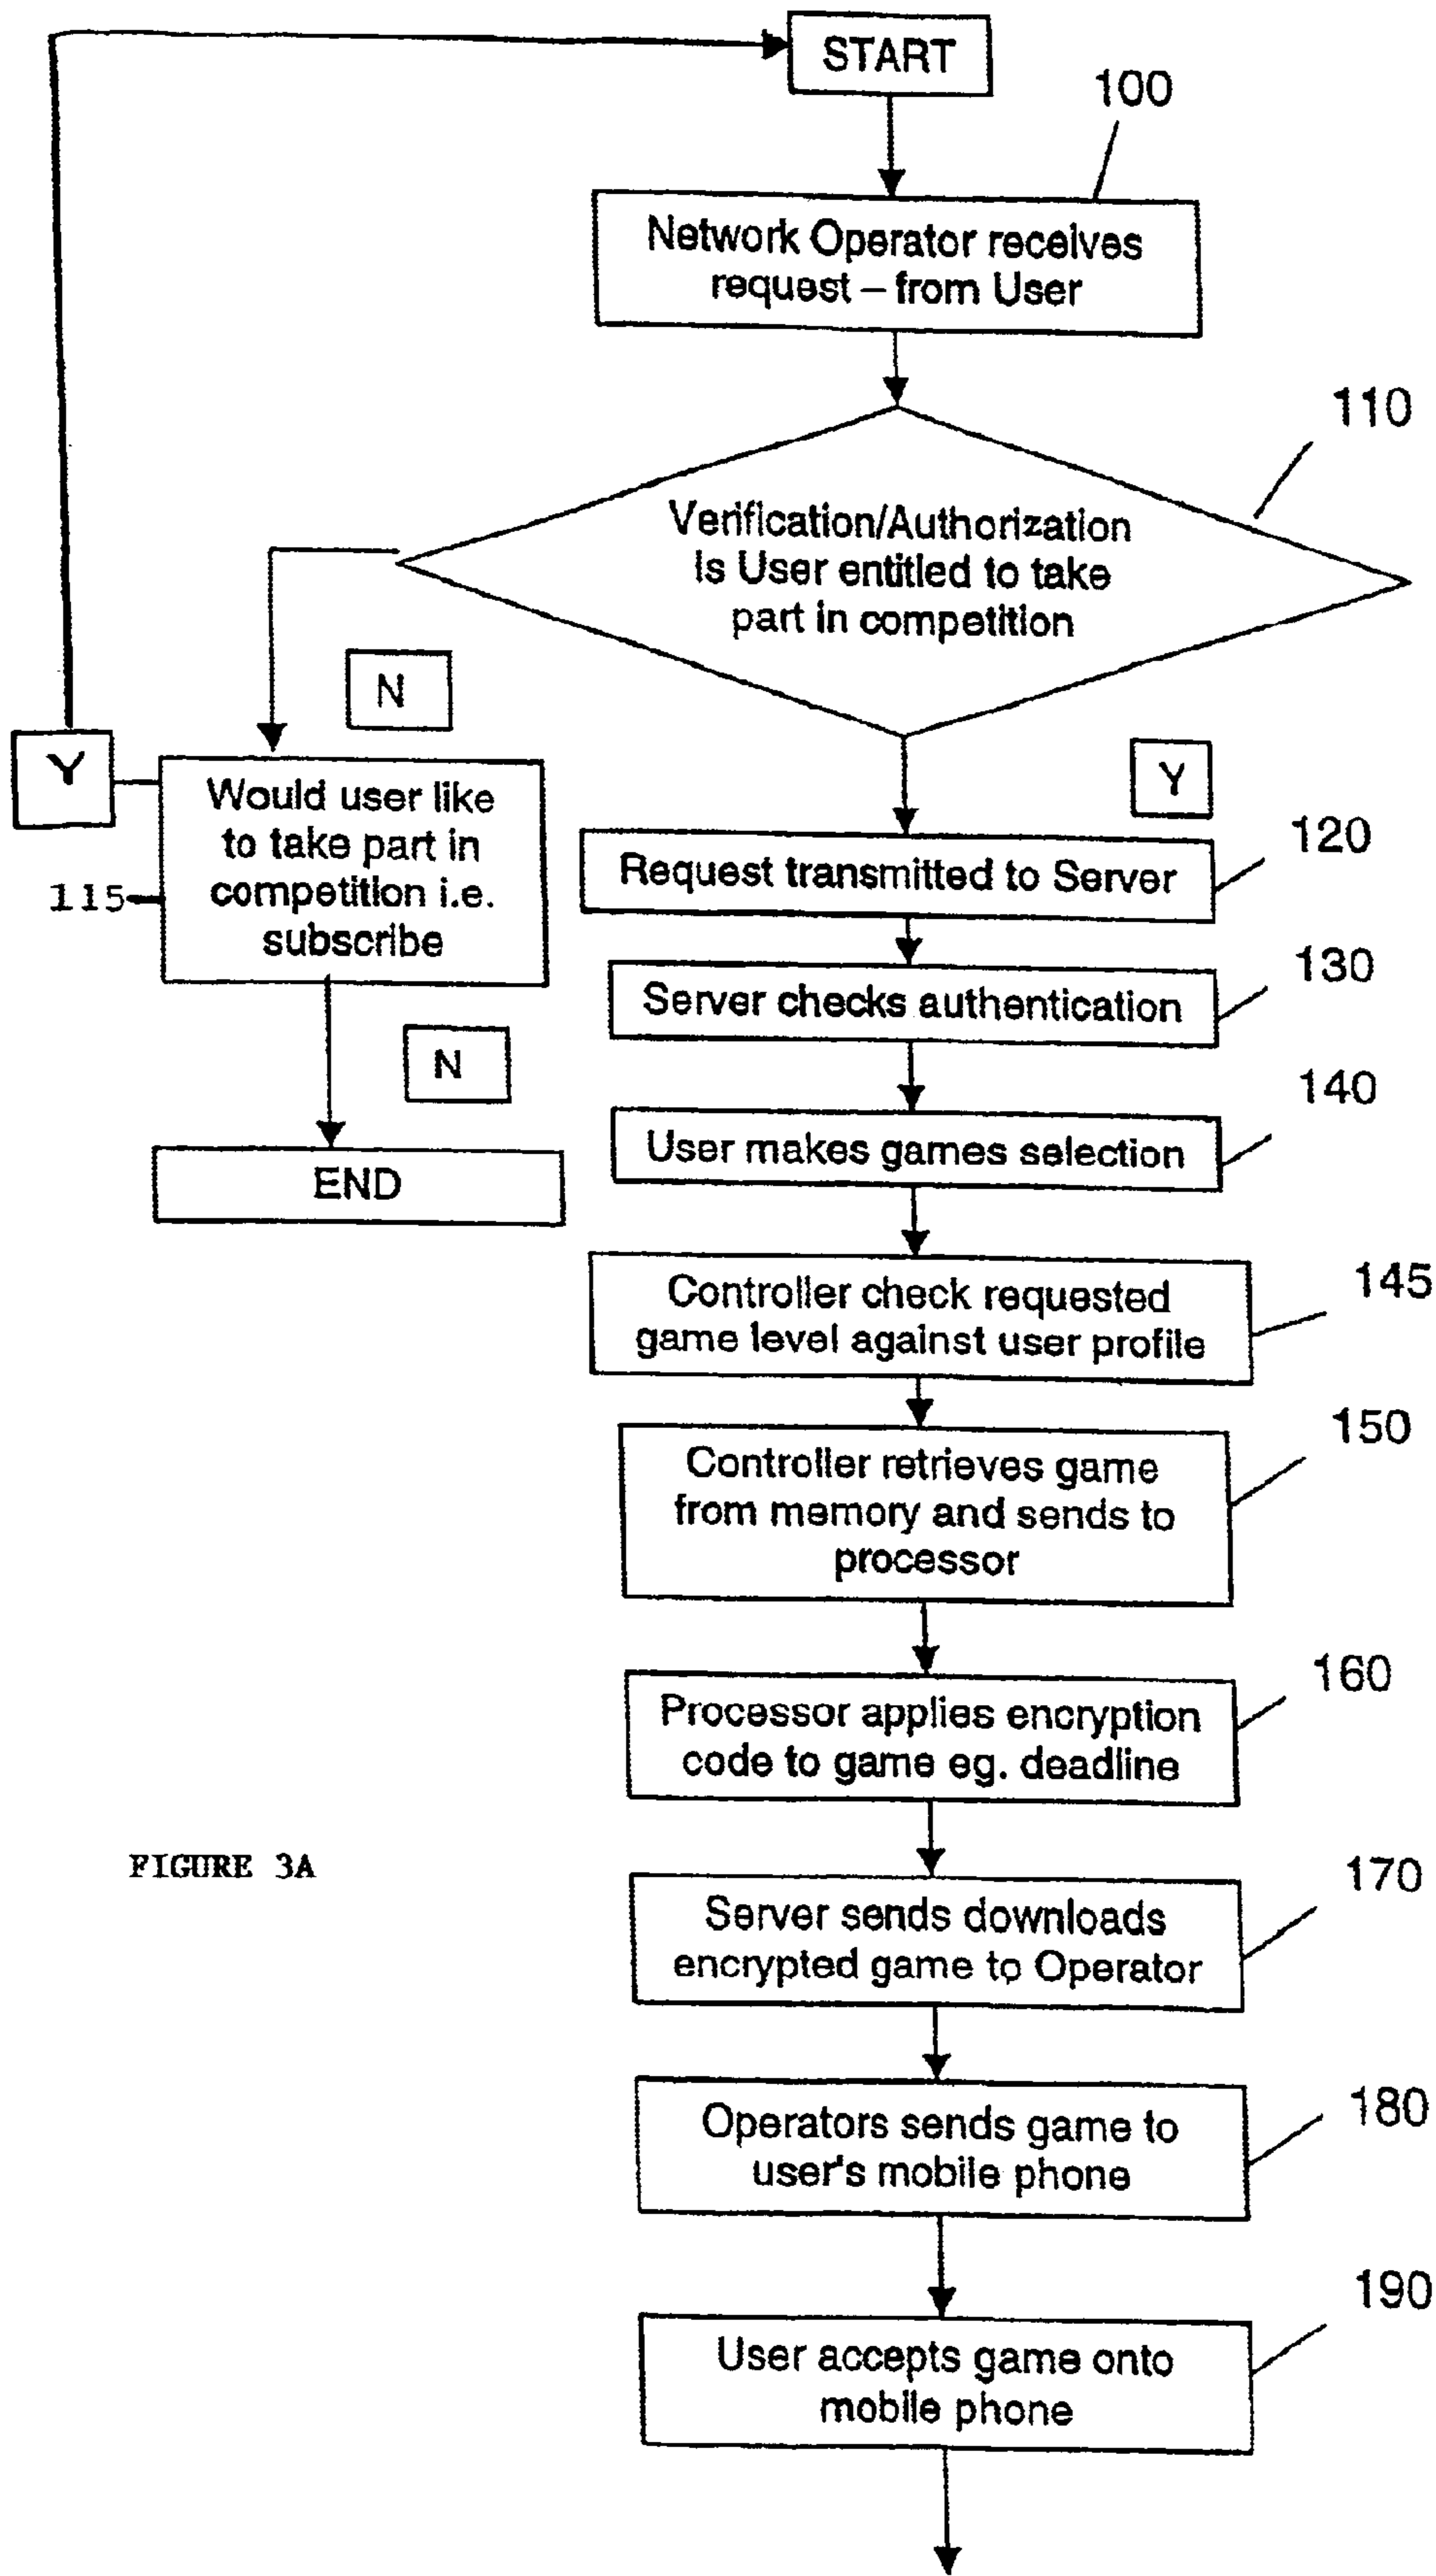 START
100
Network Operator receives
request – from User
110
Verification/Authorization
Is User entitled to take
part in competition
N
Y
Y
Would user like
to take part in
competition i.e.
subscribe
115
120
Request transmitted to Server
130
Server checks authentication
N
140
User makes games selection
END
145
Controller check requested
game level against user profile
150
Controller retrieves game
from memory and sends to
processor
160
Processor applies encryption
code to game eg. deadline
FIGURE 3A
170
Server sends downloads
encrypted game to Operator
180
Operators sends game to
user's mobile phone
190
User accepts game onto
mobile phone